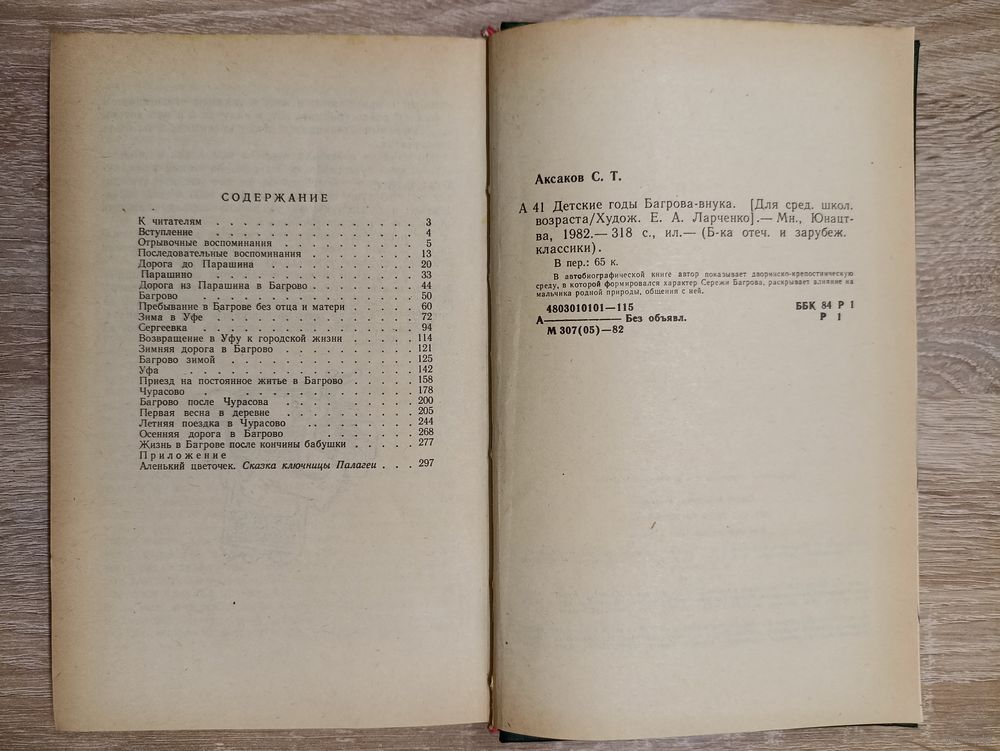 СОДЕРЖАНИЕ
К читателям . . . . . . . . . . . . . . . 3
Вступление . . . . . . . . . . . . . . . 4
Отрывочные воспоминания . . . . . . . . . 5
Последовательные воспоминания . . . . . . . 13
Дорога до Парашина . . . . . . . . . . . 20
Парашино . . . . . . . . . . . . . . . 33
Дорога из Парашина в Багрово . . . . . . . 44
Багрово . . . . . . . . . . . . . . . . 50
Пребывание в Багрове без отца и матери . . . . 60
Зима в Уфе . . . . . . . . . . . . . . 72
Сергеевка . . . . . . . . . . . . . . . 94
Возвращение в Уфу к городской жизни . . . . . 114
Зимняя дорога в Багрово . . . . . . . . . 121
Багрово зимой . . . . . . . . . . . . . 125
Уфа . . . . . . . . . . . . . . . . . 142
Приезд на постоянное житье в Багрово . . . . . 158
Чурасово . . . . . . . . . . . . . . . 178
Багрово после Чурасова . . . . . . . . . . 200
Первая весна в деревне . . . . . . . . . 205
Летняя поездка в Чурасово . . . . . . . . 244
Осенняя дорога в Багрово . . . . . . . 268
Жизнь в Багрове после кончины бабушки . . . . 277
Приложение
Аленький цветочек. Сказка ключницы Палагеи . . . 297
Аксаков С. Т.
А 41 Детские годы Багрова-внука. [Для сред. школ.
возраста/Худож. Е. А. Ларченко].— Мн., Юнацт-
ва, 1982.— 318 с., ил.— (Б-ка отеч. и зарубеж.
классики).
В пер.: 65 к.
В автобиографической книге автор показывает дворянско-крепостническую
среду, в которой формировался характер Сережи Багрова, раскрывает влияние на
мальчика родной природы, общения с ней.
4803010101—115 ББК 84 Р 1
А———— Без объявл. Р 1
М 307(05)—82